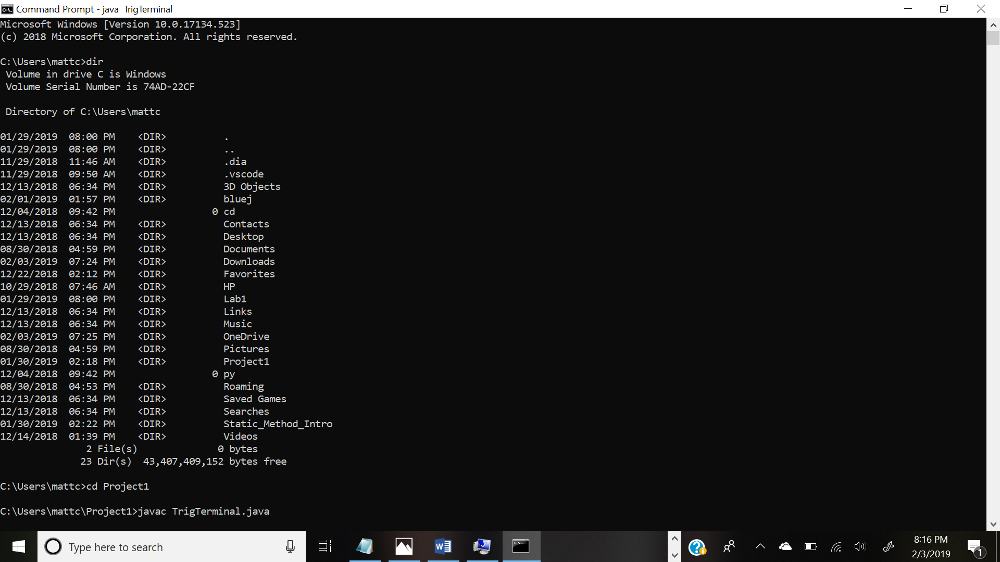 Command Prompt - java  TrigTerminal
Microsoft Windows [Version 10.0.17134.523]
(c) 2018 Microsoft Corporation. All rights reserved.
C:\Users\mattc>dir
 Volume in drive C is Windows
 Volume Serial Number is 74AD-22CF
 Directory of C:\Users\mattc
01/29/2019  08:00 PM    <DIR>          .
01/29/2019  08:00 PM    <DIR>          ..
11/29/2018  11:46 AM    <DIR>          .dia
11/29/2018  09:50 AM    <DIR>          .vscode
12/13/2018  06:34 PM    <DIR>          3D Objects
02/01/2019  01:57 PM    <DIR>          bluej
12/04/2018  09:42 PM                 0 cd
12/13/2018  06:34 PM    <DIR>          Contacts
12/13/2018  06:34 PM    <DIR>          Desktop
08/30/2018  04:59 PM    <DIR>          Documents
02/03/2019  07:24 PM    <DIR>          Downloads
12/22/2018  02:12 PM    <DIR>          Favorites
10/29/2018  07:46 AM    <DIR>          HP
01/29/2019  08:00 PM    <DIR>          Lab1
12/13/2018  06:34 PM    <DIR>          Links
12/13/2018  06:34 PM    <DIR>          Music
02/03/2019  07:25 PM    <DIR>          OneDrive
08/30/2018  04:59 PM    <DIR>          Pictures
01/30/2019  02:18 PM    <DIR>          Project1
12/04/2018  09:42 PM                 0 py
08/30/2018  04:53 PM    <DIR>          Roaming
12/13/2018  06:34 PM    <DIR>          Saved Games
12/13/2018  06:34 PM    <DIR>          Searches
01/30/2019  02:22 PM    <DIR>          Static_Method_Intro
12/14/2018  01:39 PM    <DIR>          Videos
               2 File(s)              0 bytes
              23 Dir(s)  43,407,409,152 bytes free
C:\Users\mattc>cd Project1
C:\Users\mattc\Project1>javac TrigTerminal.java
Type here to search
8:16 PM
2/3/2019
1